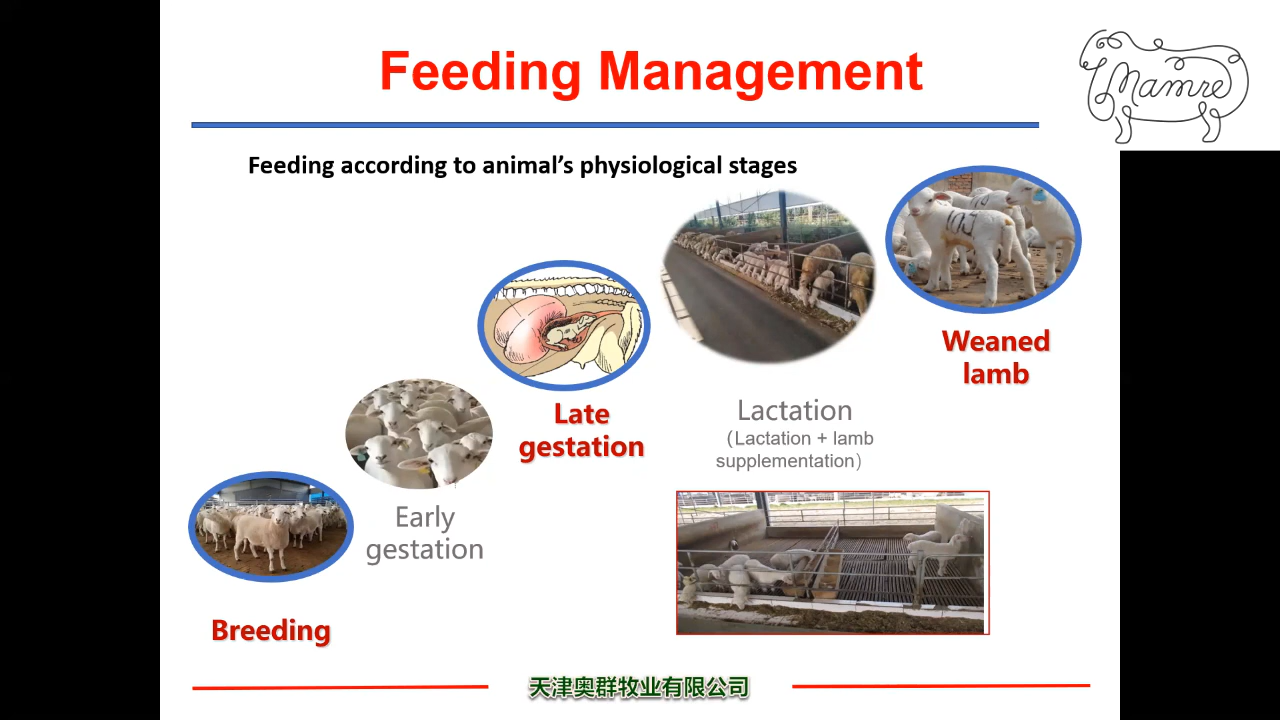 Feeding Management
Mamre
Feeding according to animal’s physiological stages
103
Weaned
lamb
Late
gestation
Lactation
（Lactation + lamb
supplementation）
Early
gestation
Breeding
天津奥群牧业有限公司